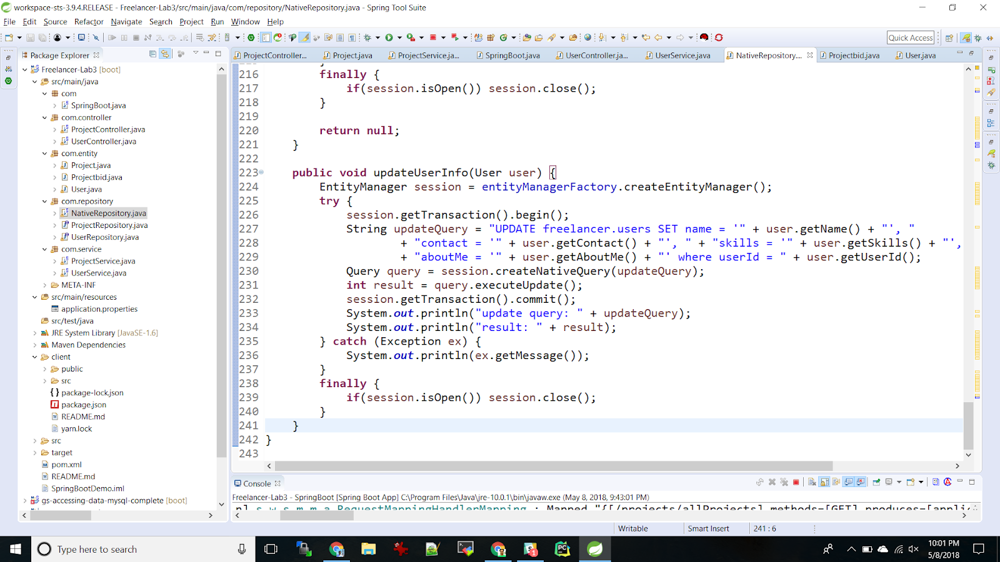 workspace-sts-3.9.4.RELEASE - Freelancer-Lab3/src/main/java/com/repository/NativeRepository.java - Spring Tool Suite
File Edit Source Refactor Navigate Search Project Run Window Help
Quick Access
Package Explorer
ProjectController... Project.java ProjectService.ja... SpringBoot.java UserController.ja... UserService.java NativeRepository.... Projectbid.java User.java
Freelancer-Lab3 [boot]
src/main/java
com
SpringBoot.java
com.controller
ProjectController.java
UserController.java
com.entity
Project.java
Projectbid.java
User.java
com.repository
NativeRepository.java
ProjectRepository.java
UserRepository.java
com.service
ProjectService.java
UserService.java
META-INF
src/main/resources
application.properties
src/test/java
JRE System Library [JavaSE-1.6]
Maven Dependencies
client
public
src
package-lock.json
package.json
README.md
yarn.lock
src
target
pom.xml
README.md
SpringBootDemo.iml
gs-accessing-data-mysql-complete [boot]
216 finally {
217 if(session.isOpen()) session.close();
218 }
219
220 return null;
221 }
222
223 public void updateUserInfo(User user) {
224 EntityManager session = entityManagerFactory.createEntityManager();
225 try {
226 session.getTransaction().begin();
227 String updateQuery = "UPDATE freelancer.users SET name = '" + user.getName() + "', "
228 + "contact = '" + user.getContact() + "', " + "skills = '" + user.getSkills() + "',
229 + "aboutMe = '" + user.getAboutMe() + "' where userId = " + user.getUserId();
230 Query query = session.createNativeQuery(updateQuery);
231 int result = query.executeUpdate();
232 session.getTransaction().commit();
233 System.out.println("update query: " + updateQuery);
234 System.out.println("result: " + result);
235 } catch (Exception ex) {
236 System.out.println(ex.getMessage());
237 }
238 finally {
239 if(session.isOpen()) session.close();
240 }
241 }
242 }
243
Console
Freelancer-Lab3 - SpringBoot [Spring Boot App] C:\Program Files\Java\jre-10.0.1\bin\javaw.exe (May 8, 2018, 9:43:01 PM)
n] s.w.s.m.m.a.RequestMappingHandlerMapping : Mapped "{[/projects/allProjects],methods=[GET],produces=[applic
Writable Smart Insert 241 : 6
Type here to search
10:01 PM
5/8/2018